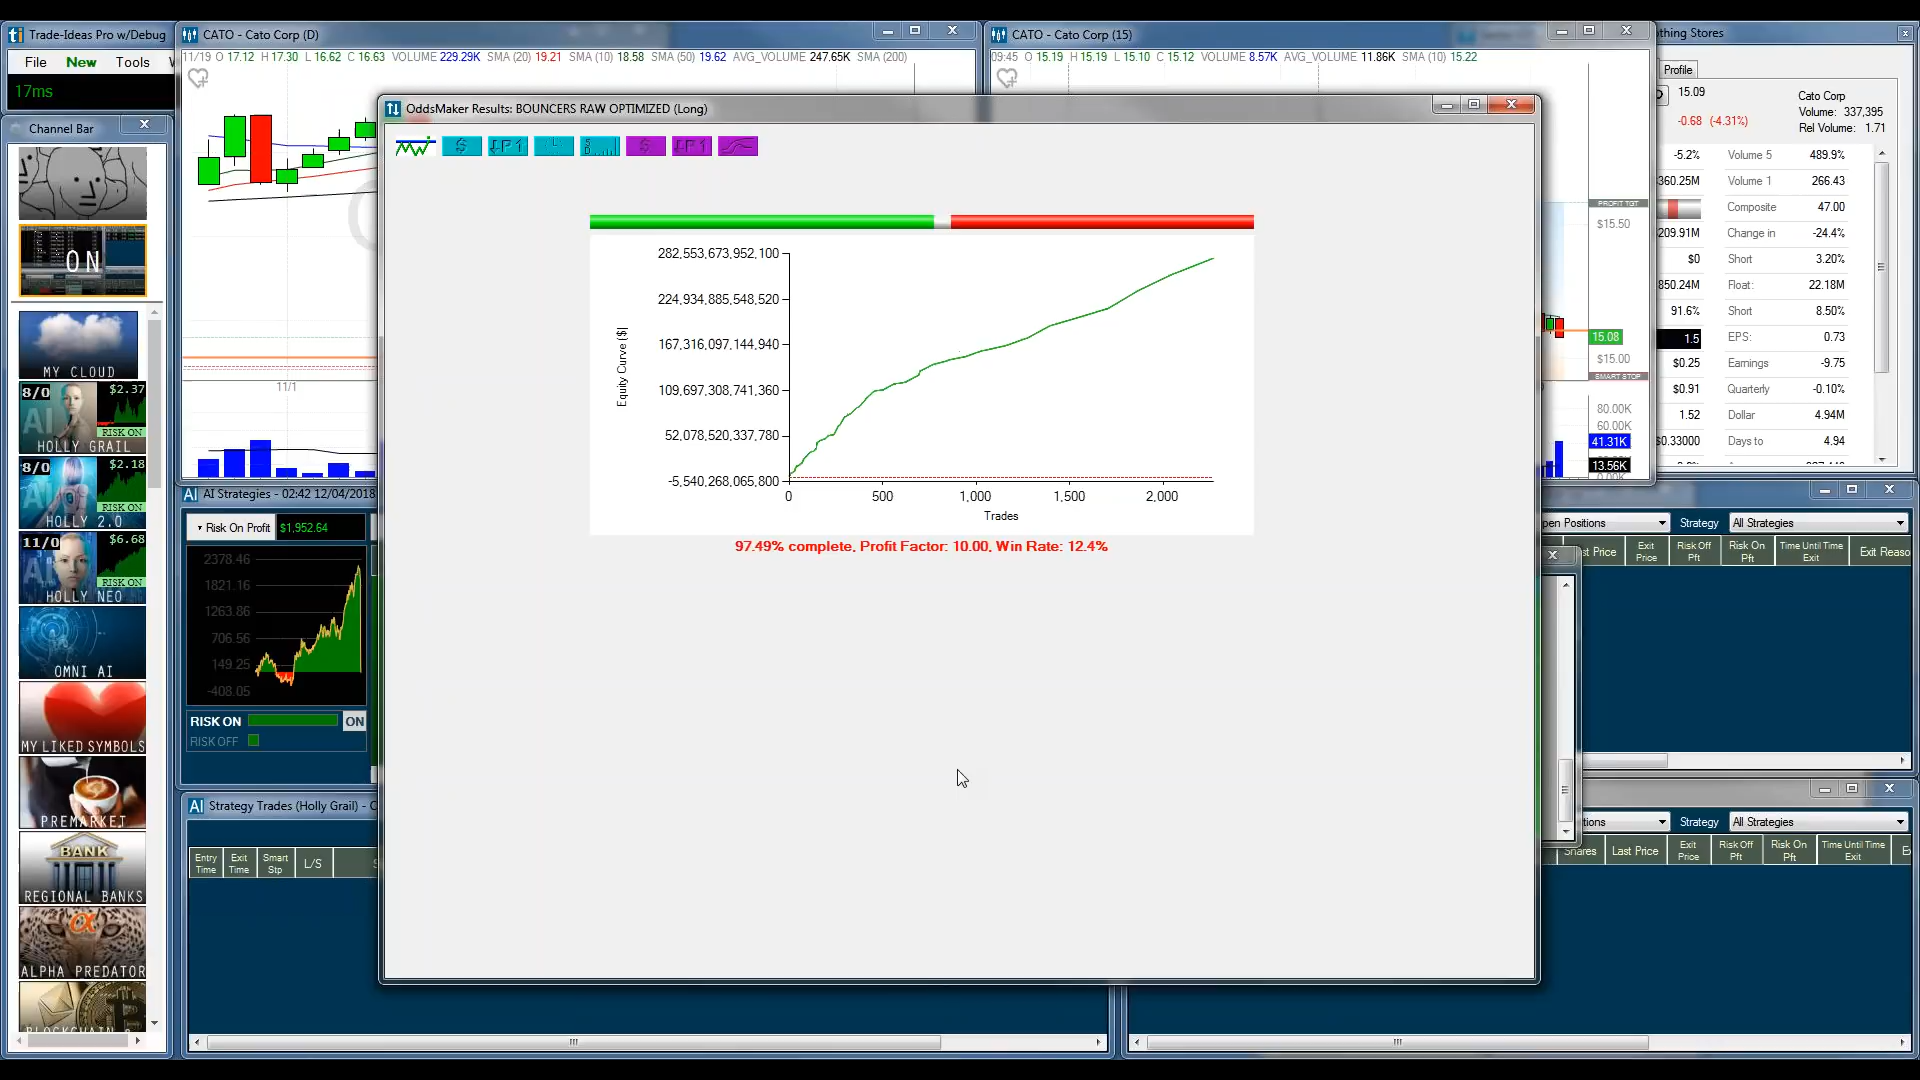 Trade-Ideas Pro w/Debug
File New Tools
17ms
Channel Bar
ON
MY CLOUD
8/0 $2.37
RISK ON
HOLLY GRAIL
8/0 $2.18
HOLLY 2.0
11/0 $6.68
RISK ON
HOLLY NEO
OMNI AI
MY LIKED SYMBOLS
PREMARKET
BANK
REGIONAL BANKS
α
ALPHA PREDATOR
CATO - Cato Corp (D)
11/19 O 17.12 H 17.30 L 16.62 C 16.63 VOLUME 229.29K SMA (20) 19.21 SMA (10) 18.58 SMA (50) 19.62 AVG_VOLUME 247.65K SMA (200)
11/1
CATO - Cato Corp (15)
09:45 O 15.19 H 15.19 L 15.10 C 15.12 VOLUME 8.57K AVG_VOLUME 11.86K SMA (10) 15.22
PROFIT TGT
$15.50
15.08
$15.00
SMART STOP
80.00K
60.00K
41.31K
13.56K
OddsMaker Results: BOUNCERS RAW OPTIMIZED (Long)
282,553,673,952,100
224,934,885,548,520
167,316,097,144,940
109,697,308,741,360
52,078,520,337,780
-5,540,268,065,800
Equity Curve ($)
0 500 1,000 1,500 2,000
Trades
97.49% complete, Profit Factor: 10.00, Win Rate: 12.4%
AI Strategies - 02:42 12/04/2018
Risk On Profit $1,952.64
2378.46
1821.16
1263.86
706.56
149.25
-408.05
RISK ON ON
RISK OFF
AI Strategy Trades (Holly Grail) -
Entry Time
Exit Time
Smart Stp
L/S
thing Stores
Profile
15.09
-0.68 (-4.31%)
Cato Corp
Volume: 337,395
Rel Volume: 1.71
-5.2% Volume 5 489.9%
360.25M Volume 1 266.43
Composite 47.00
209.91M Change in -24.4%
$0 Short 3.20%
850.24M Float: 22.18M
91.6% Short 8.50%
1.5 EPS: 0.73
$0.25 Earnings -9.75
$0.91 Quarterly -0.10%
1.52 Dollar 4.94M
$0.33000 Days to 4.94
pen Positions Strategy All Strategies
st Price
Exit Price
Risk Off Pft
Risk On Pft
Time Until Time Exit
Exit Reaso
tions Strategy All Strategies
Shares
Last Price
Exit Price
Risk Off Pft
Risk On Pft
Time Until Time Exit